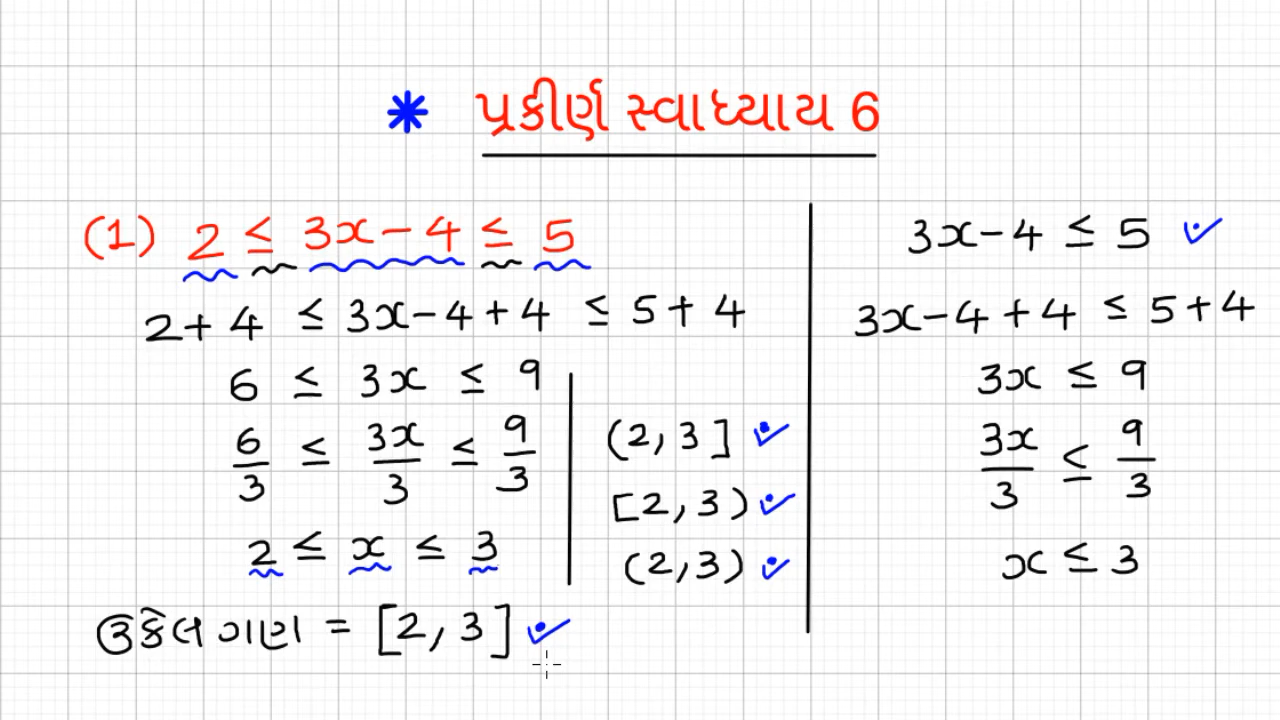 * પ્રકીર્ણ સ્વાધ્યાય 6
(1) 2 ≤ 3x - 4 ≤ 5
2 + 4 ≤ 3x - 4 + 4 ≤ 5 + 4
6 ≤ 3x ≤ 9
6/3 ≤ 3x/3 ≤ 9/3
2 ≤ x ≤ 3
ઉકેલગણ = [2, 3]
(2, 3]
[2, 3)
(2, 3)
3x - 4 ≤ 5
3x - 4 + 4 ≤ 5 + 4
3x ≤ 9
3x/3 ≤ 9/3
x ≤ 3